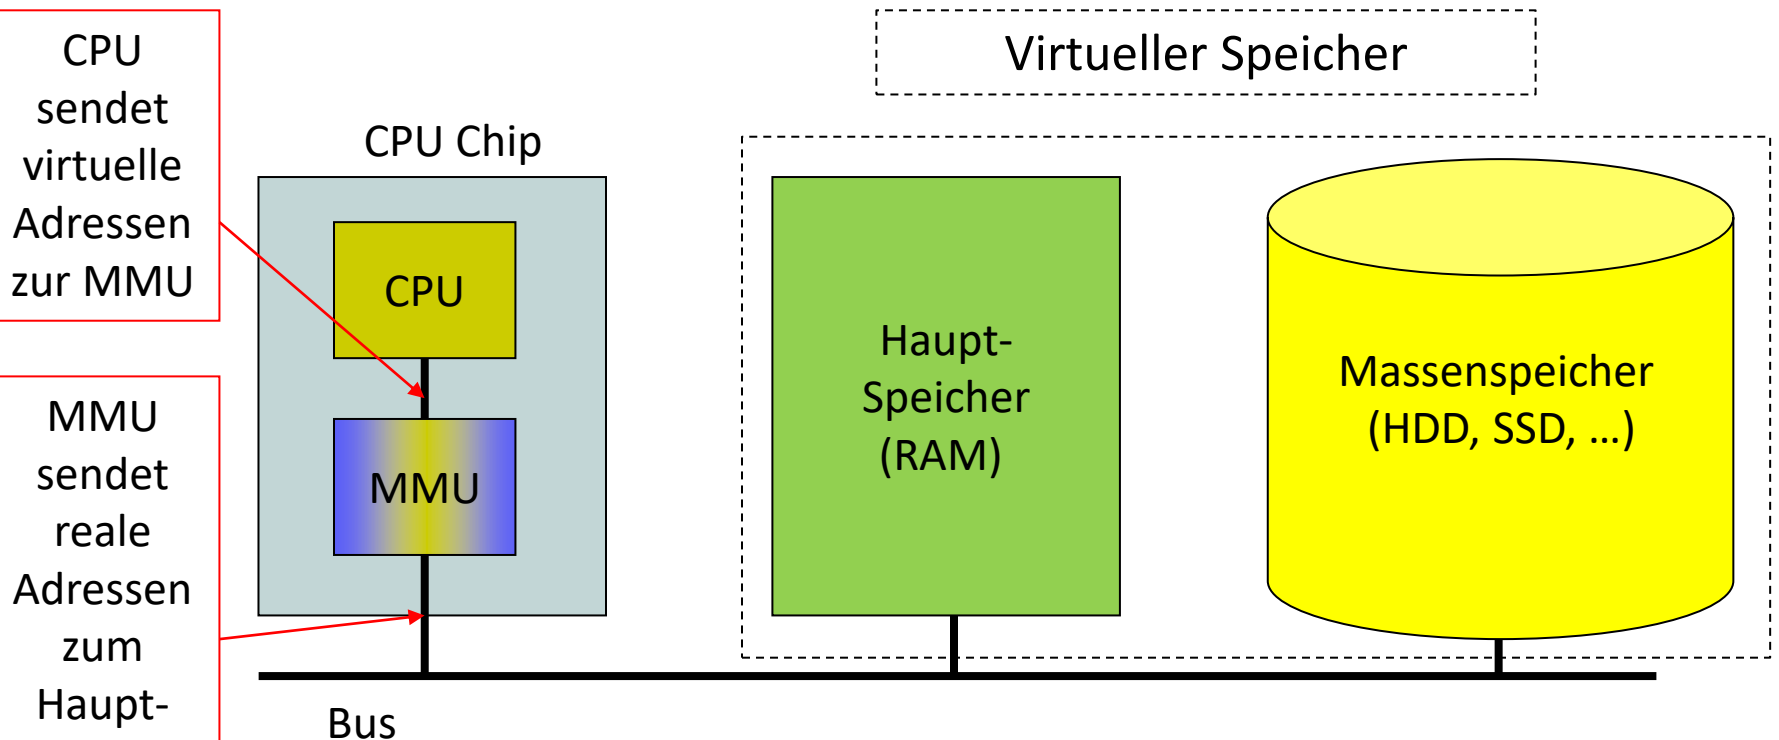 CPU
sendet
virtuelle
Adressen
zur MMU
MMU
sendet
reale
Adressen
zum
Haupt-
CPU Chip
CPU
MMU
Bus
Virtueller Speicher
Haupt-
Speicher
(RAM)
Massenspeicher
(HDD, SSD, …)